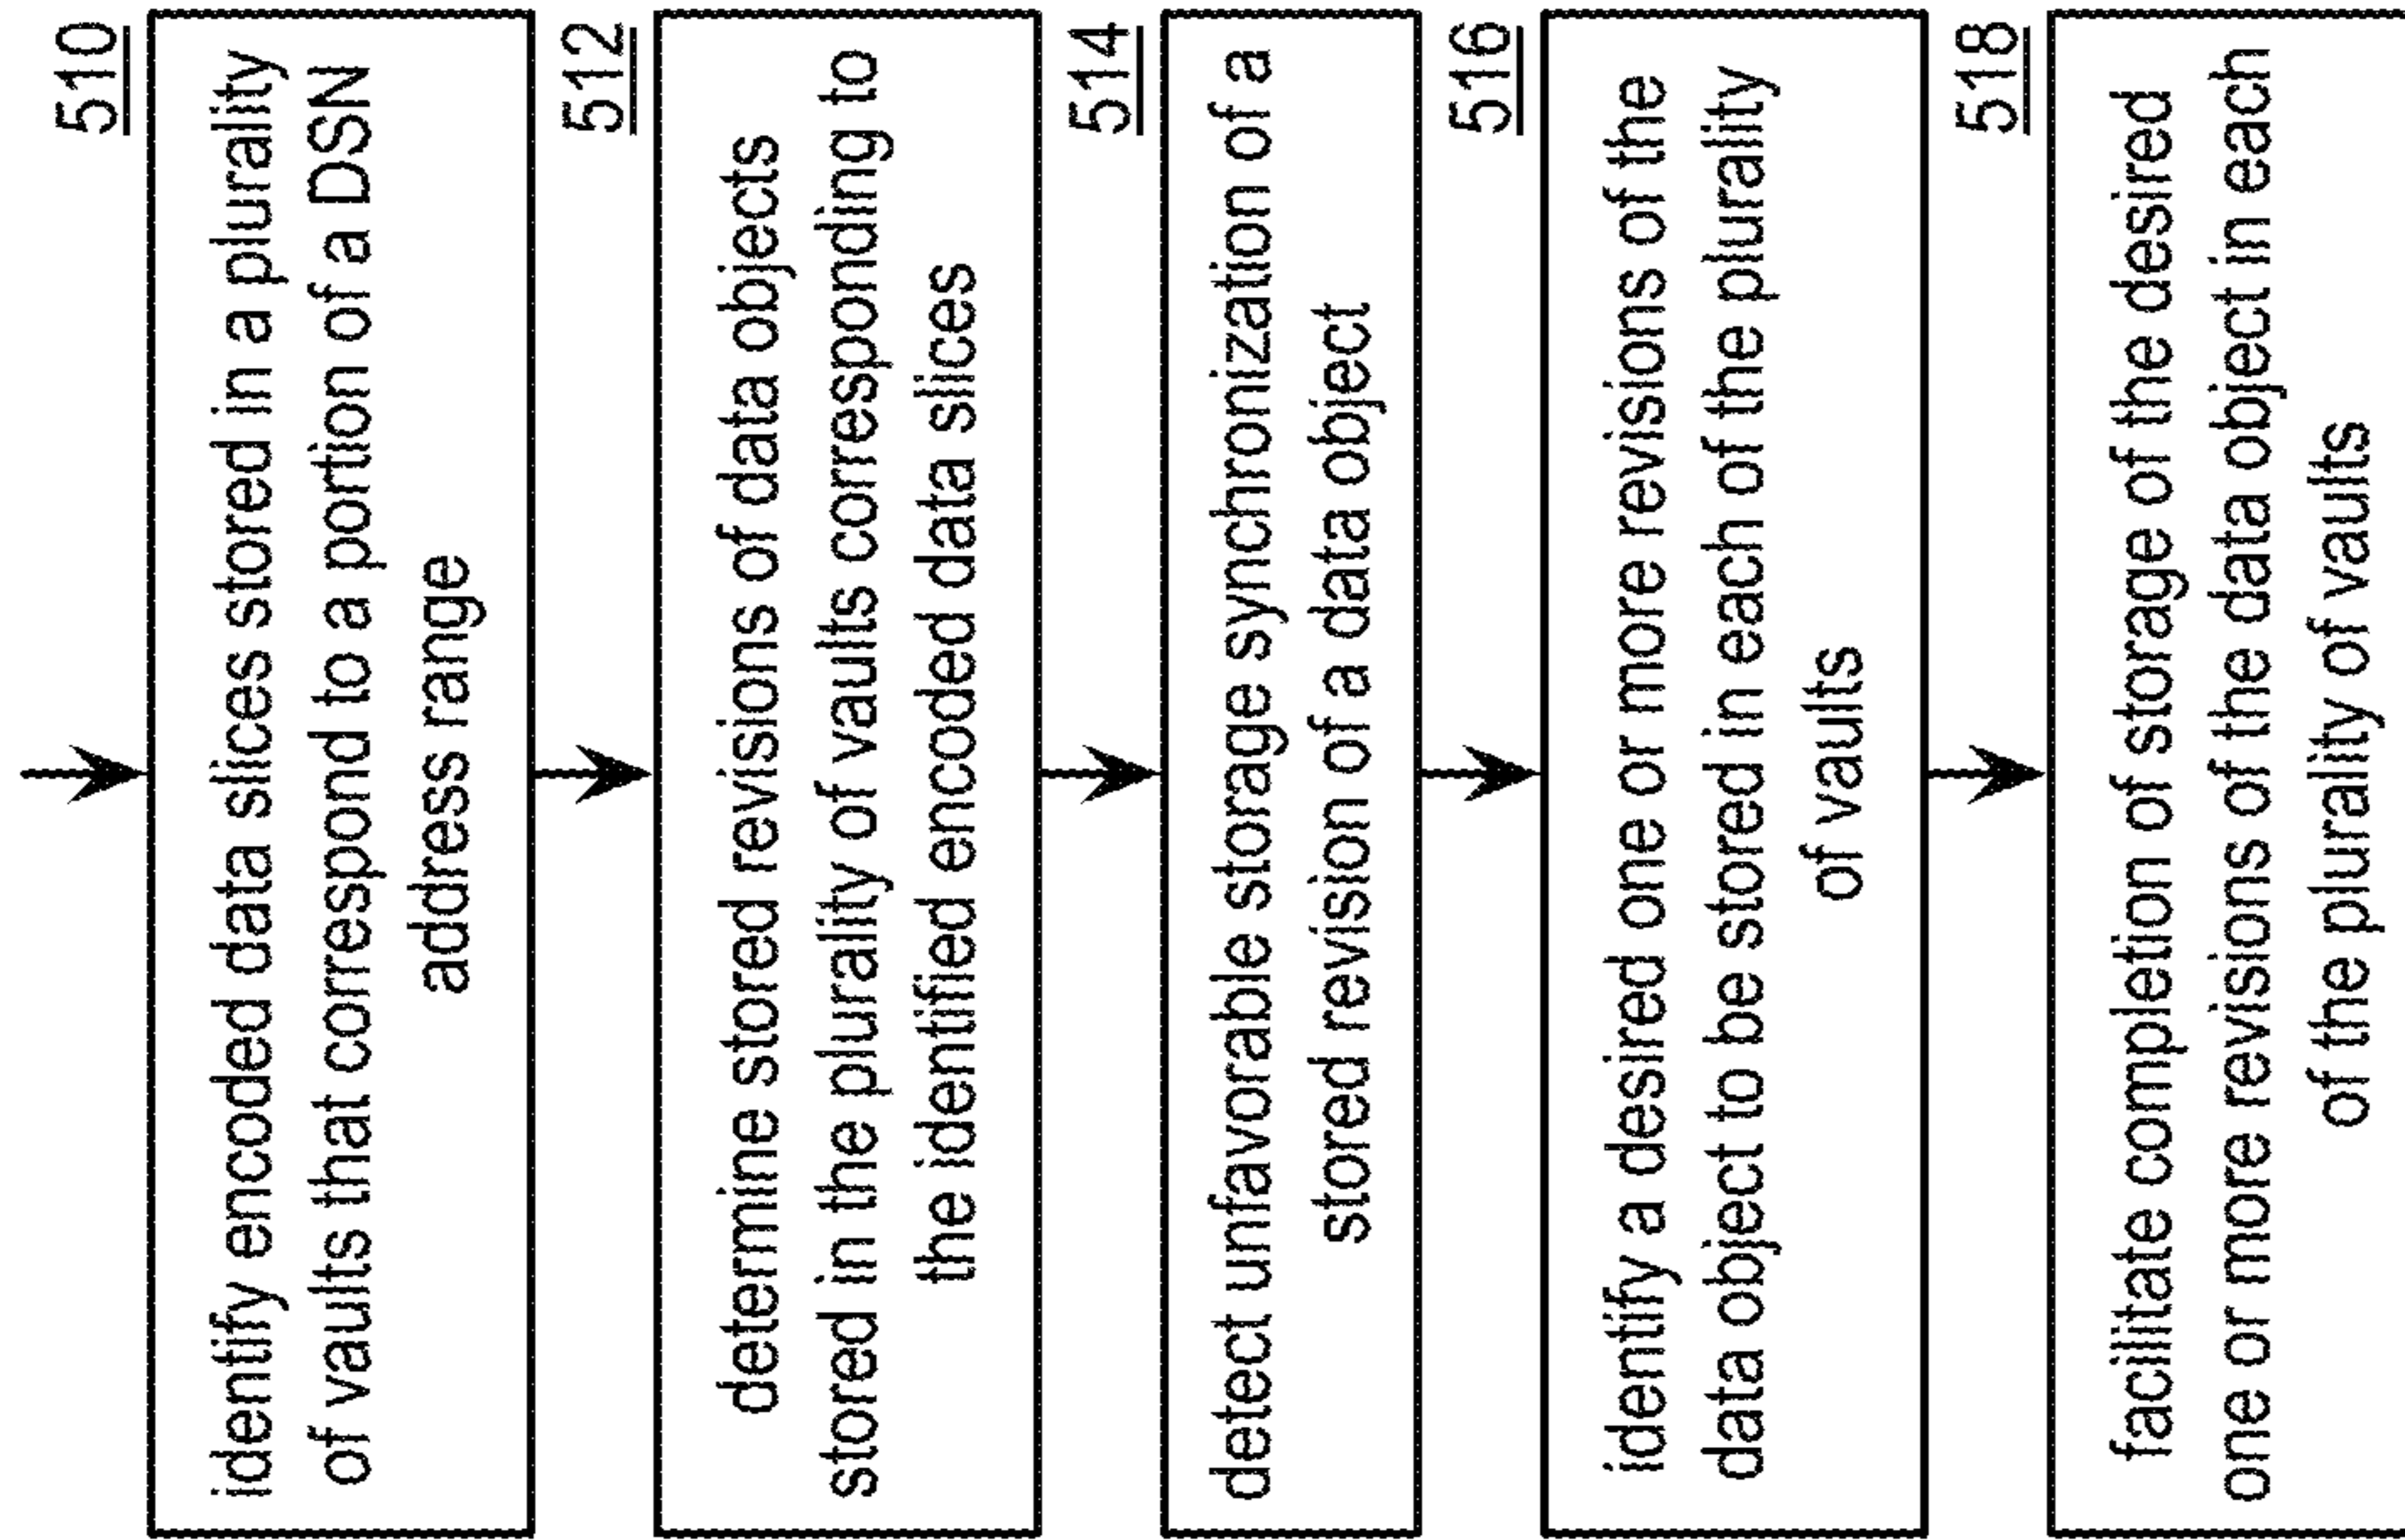 510
identify encoded data slices stored in a plurality
of vaults that correspond to a portion of a DSN
address range
512
determine stored revisions of data objects
stored in the plurality of vaults corresponding to
the identified encoded data slices
514
detect unfavorable storage synchronization of a
stored revision of a data object
516
identify a desired one or more revisions of the
data object to be stored in each of the plurality
of vaults
518
facilitate completion of storage of the desired
one or more revisions of the data object in each
of the plurality of vaults